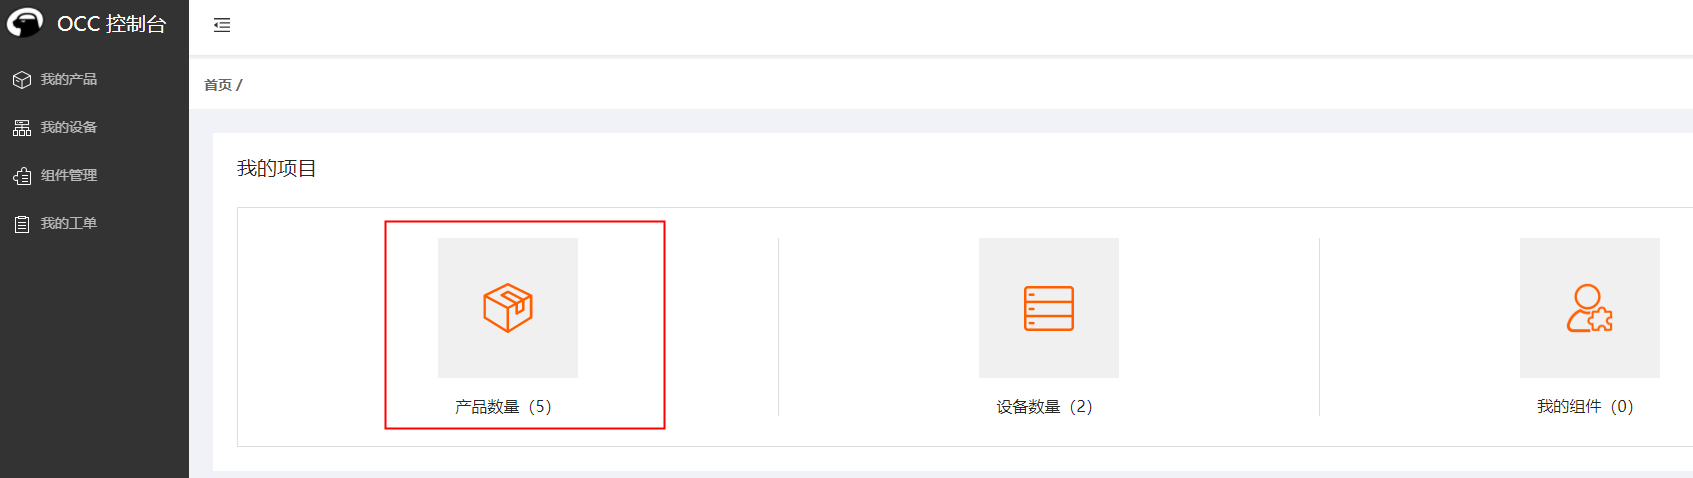 OCC 控制台
我的产品
我的设备
组件管理
我的工单
首页 /
我的项目
产品数量（5）
设备数量（2）
我的组件（0）